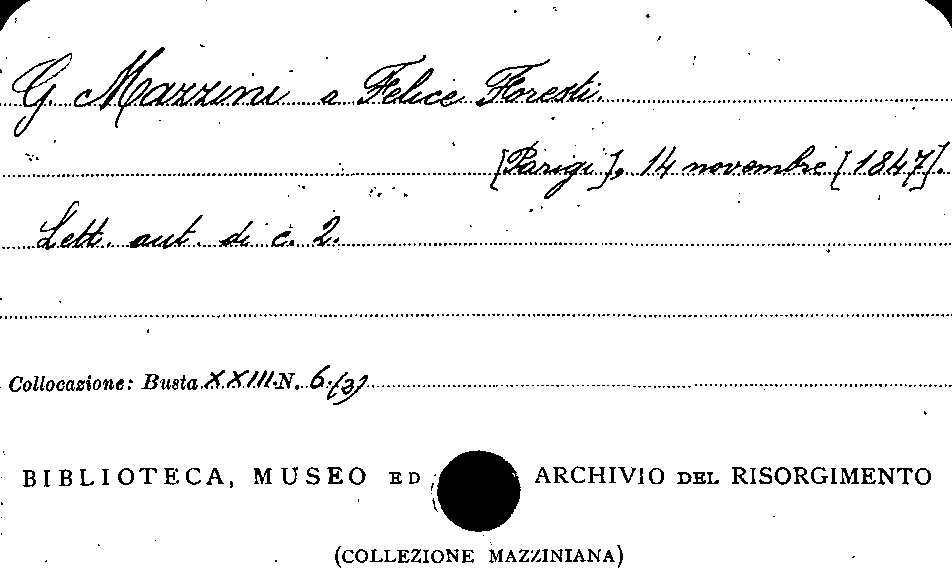 G. Mazzini a Felice Foresti.
[Parigi], 14 novembre [1847].
Lett. aut. di c. 2.
Collocazione: Busta XXIII N. 6 (3)
BIBLIOTECA, MUSEO ED ARCHIVIO DEL RISORGIMENTO
(COLLEZIONE MAZZINIANA)